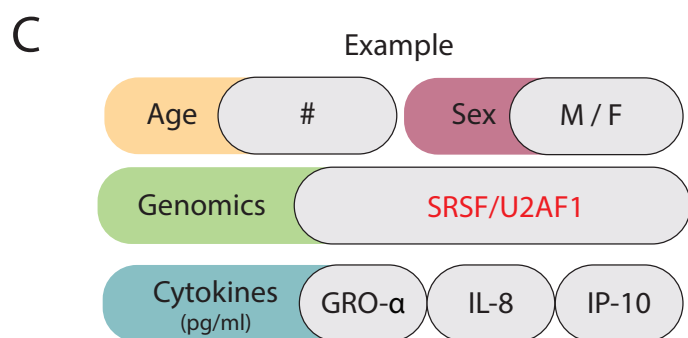 C
Example
Age # Sex M / F
Genomics SRSF/U2AF1
Cytokines GRO-α IL-8 IP-10
(pg/ml)